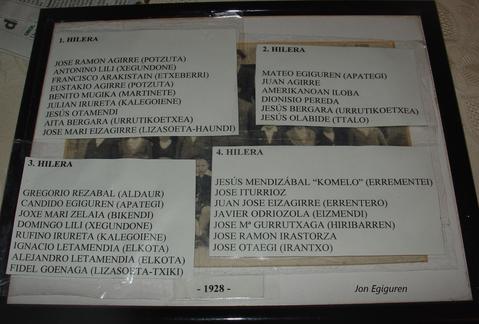 1. HILERA
JOSE RAMON AGIRRE (POTZUTA)
ANTONINO LILI (XEGUNDONE)
FRANCISCO ARAKISTAIN (ETXEBERRI)
EUSTAKIO AGIRRE (POTZUTA)
BENITO MUGIKA (MARTINETE)
JULIAN IRURETA (KALEGOIENE)
JESÚS OTAMENDI
AITA BERGARA (URRUTIKOETXEA)
JOSE MARI EIZAGIRRE (LIZASOETA-HAUNDI)
2. HILERA
MATEO EGIGUREN (APATEGI)
JUAN AGIRRE
AMERIKANOAN ILOBA
DIONISIO PEREDA
JESÚS BERGARA (URRUTIKOETXEA)
JESÚS OLABIDE (TTALO)
3. HILERA
GREGORIO REZABAL (ALDAUR)
CANDIDO EGIGUREN (APATEGI)
JOXE MARI ZELAIA (BIKENDI)
DOMINGO LILI (XEGUNDONE)
RUFINO IRURETA (KALEGOIENE)
IGNACIO LETAMENDIA (ELKOTA)
ALEJANDRO LETAMENDIA (ELKOTA)
FIDEL GOENAGA (LIZASOETA-TXIKI)
4. HILERA
JESÚS MENDIZÁBAL “KOMELO” (ERREMENTEI)
JOSE ITURRIOZ
JUAN JOSE EIZAGIRRE (ERRENTERO)
JAVIER ODRIOZOLA (EIZMENDI)
JOSE Mª GURRUTXAGA (HIRIBARREN)
JOSE RAMON IRASTORZA
JOSE OTAEGI (IRANTXO)
- 1928 -
Jon Egiguren